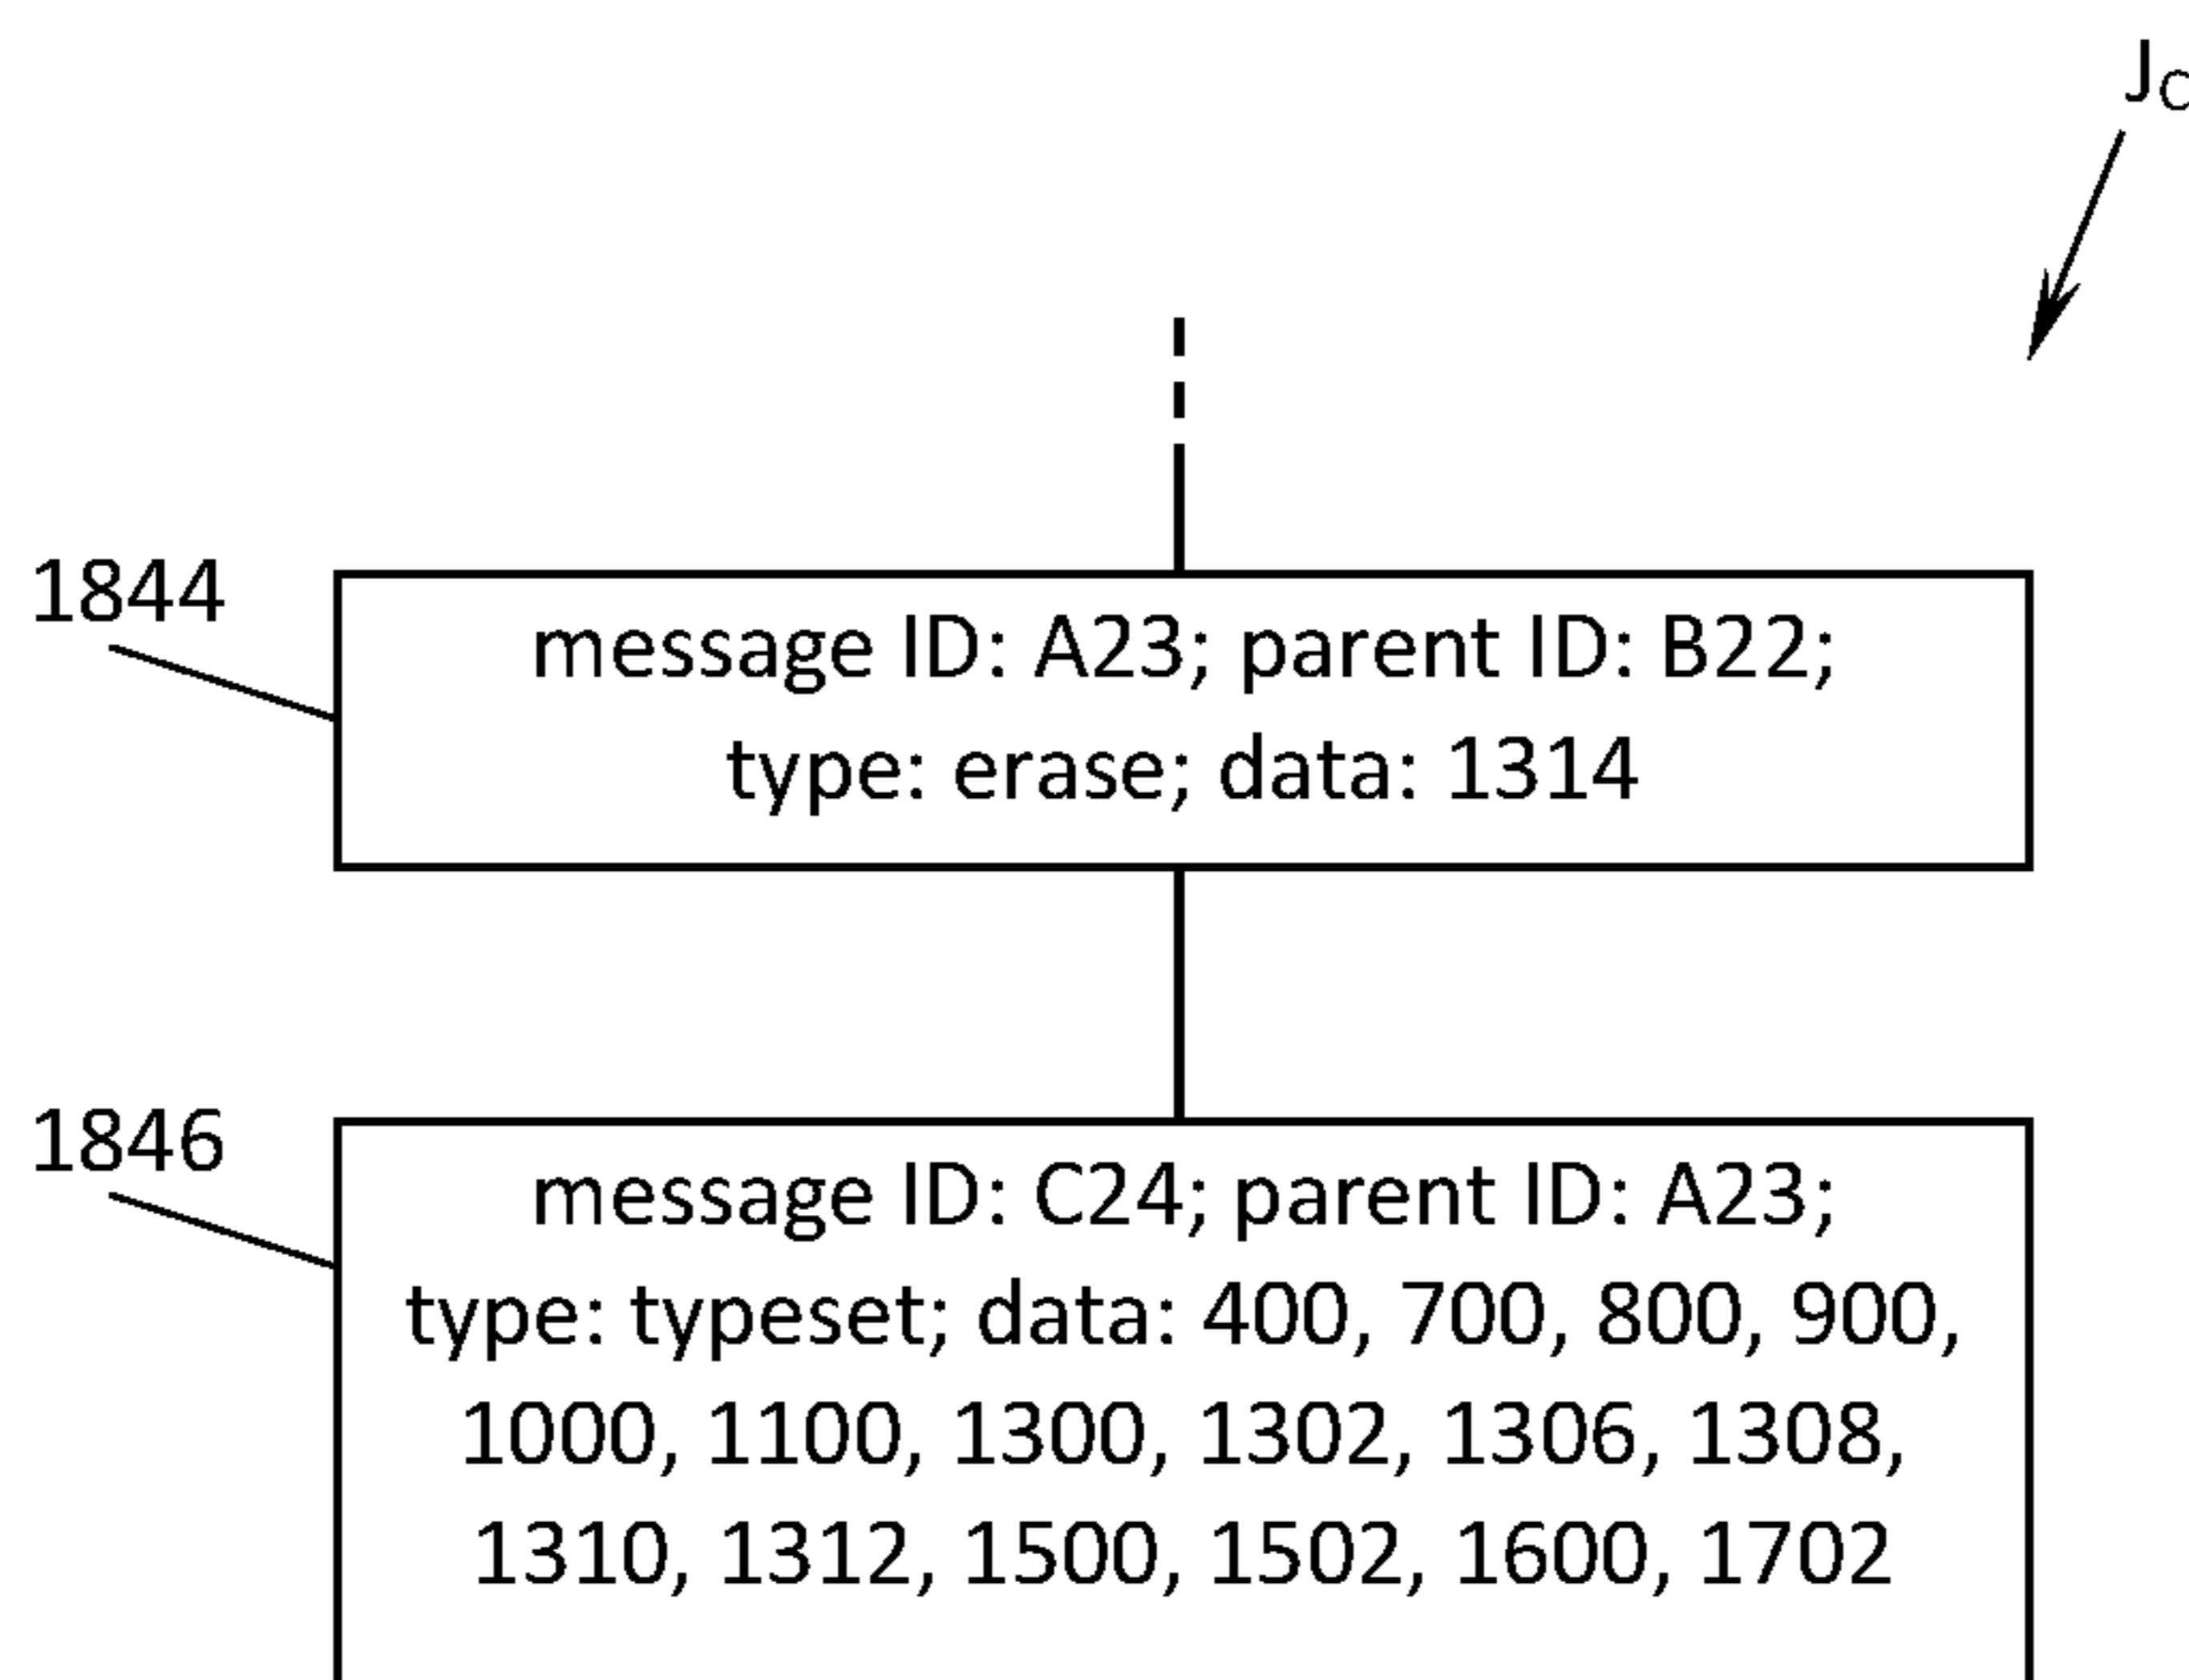 J_C
1844
message ID: A23; parent ID: B22;
type: erase; data: 1314
1846
message ID: C24; parent ID: A23;
type: typeset; data: 400, 700, 800, 900,
1000, 1100, 1300, 1302, 1306, 1308,
1310, 1312, 1500, 1502, 1600, 1702